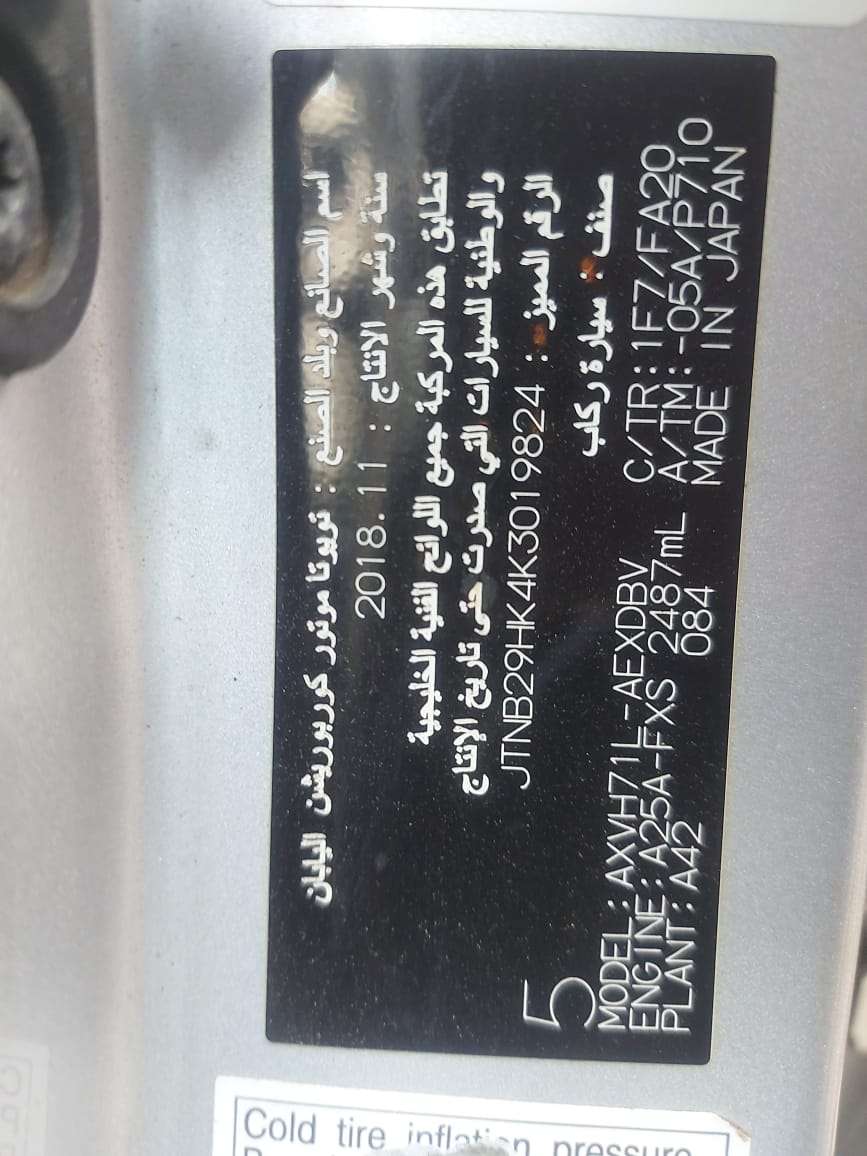 اسم الصانع وبلد الصنع : تويوتا موتور كوربوريشن اليابان
سنة وشهر الانتاج : 2018.11
تطابق هذه المركبة جميع اللوائح الفنية الخليجية
والوطنية للسيارات التي صدرت حتى تاريخ الإنتاج
الرقم المميز : JTNB29HK4K3019824
صنف : سيارة ركاب
5
MODEL : AXVH71L-AEXDBV C/TR : 1F7/FA20
ENGINE : A25A-FXS 2487mL A/TM : -05A/P710
PLANT : A42 084 MADE IN JAPAN
Cold tire inflation pressure